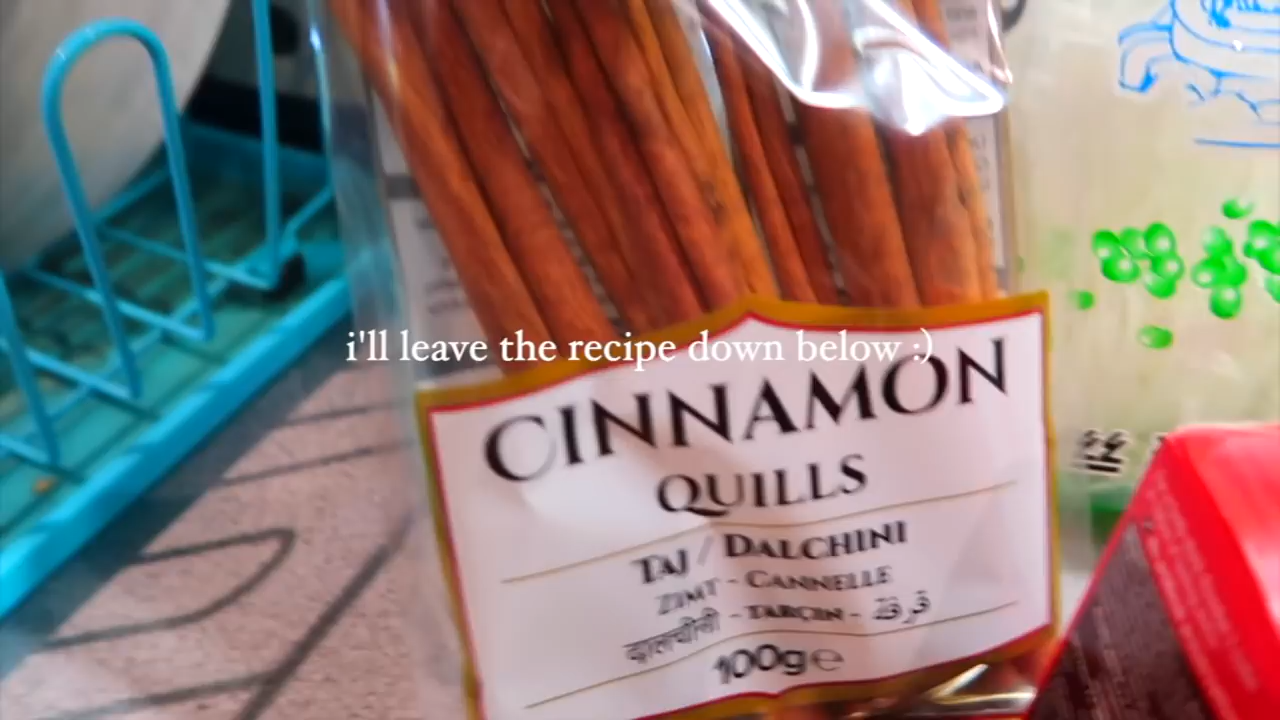 i'll leave the recipe down below :)
CINNAMON
QUILLS
TAJ / DALCHINI
ZIMT - CANNELLE
दालचीनी - TARÇIN - قرفة
100g e